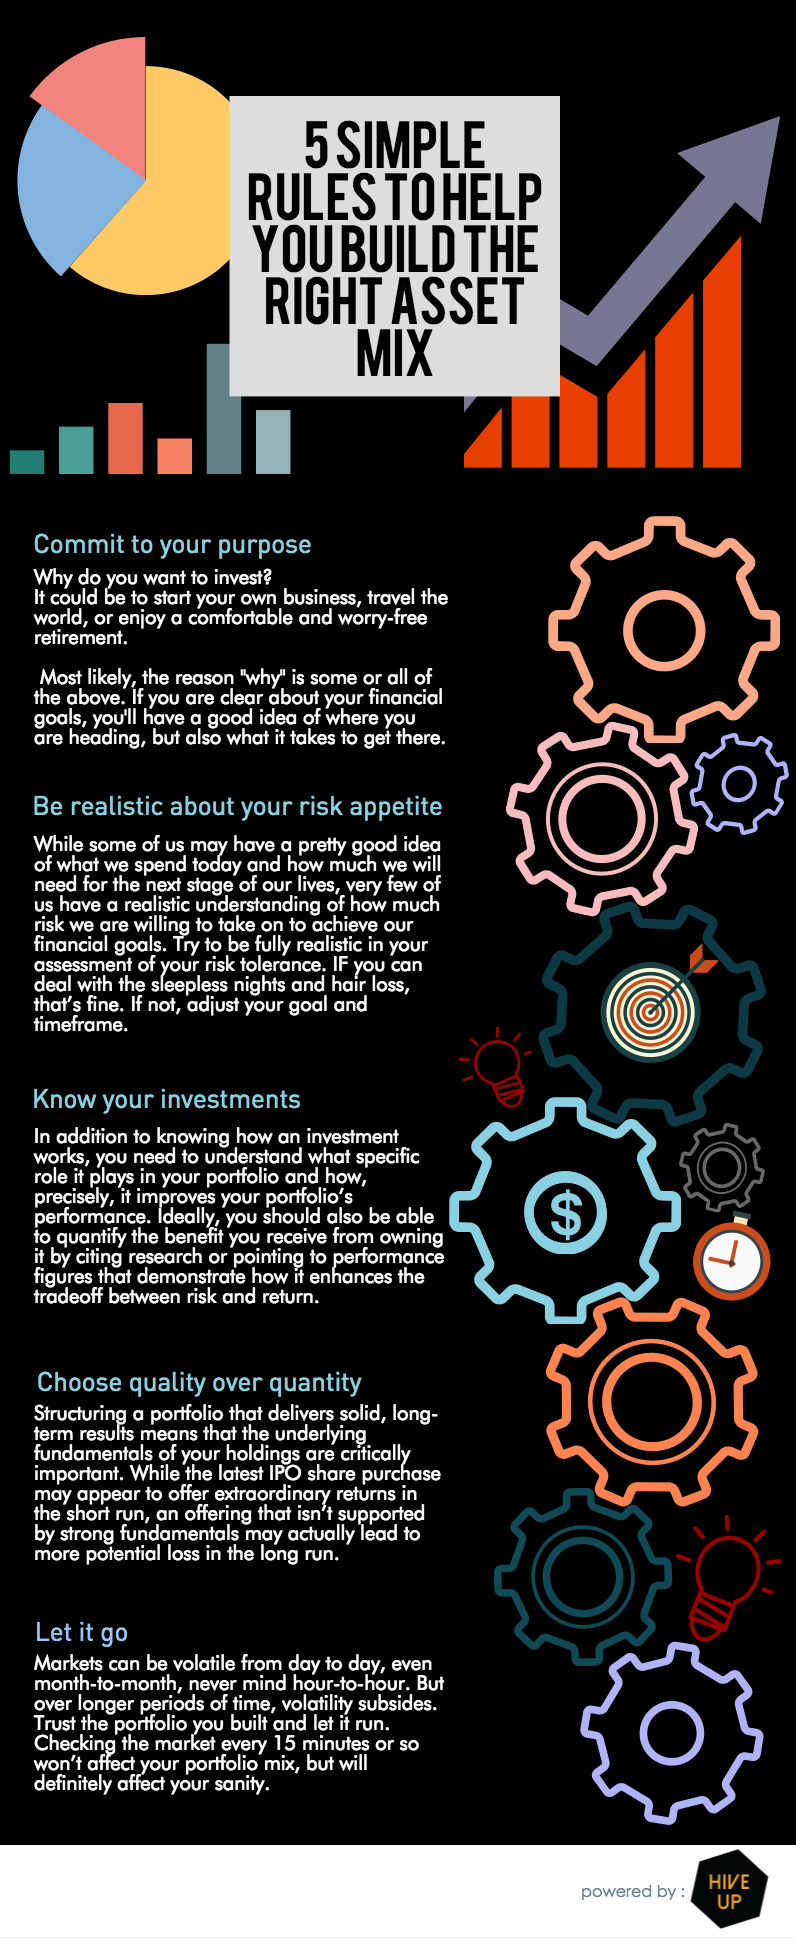 5 SIMPLE
RULES TO HELP
YOU BUILD THE
RIGHT ASSET
MIX
Commit to your purpose
Why do you want to invest?
It could be to start your own business, travel the
world, or enjoy a comfortable and worry-free
retirement.
Most likely, the reason "why" is some or all of
the above. If you are clear about your financial
goals, you'll have a good idea of where you
are heading, but also what it takes to get there.
Be realistic about your risk appetite
While some of us may have a pretty good idea
of what we spend today and how much we will
need for the next stage of our lives, very few of
us have a realistic understanding of how much
risk we are willing to take on to achieve our
financial goals. Try to be fully realistic in your
assessment of your risk tolerance. IF you can
deal with the sleepless nights and hair loss,
that's fine. If not, adjust your goal and
timeframe.
Know your investments
In addition to knowing how an investment
works, you need to understand what specific
role it plays in your portfolio and how,
precisely, it improves your portfolio's
performance. Ideally, you should also be able
to quantify the benefit you receive from owning
it by citing research or pointing to performance
figures that demonstrate how it enhances the
tradeoff between risk and return.
$
Choose quality over quantity
Structuring a portfolio that delivers solid, long-
term results means that the underlying
fundamentals of your holdings are critically
important. While the latest IPO share purchase
may appear to offer extraordinary returns in
the short run, an offering that isn't supported
by strong fundamentals may actually lead to
more potential loss in the long run.
Let it go
Markets can be volatile from day to day, even
month-to-month, never mind hour-to-hour. But
over longer periods of time, volatility subsides.
Trust the portfolio you built and let it run.
Checking the market every 15 minutes or so
won't affect your portfolio mix, but will
definitely affect your sanity.
powered by :
HIVE
UP